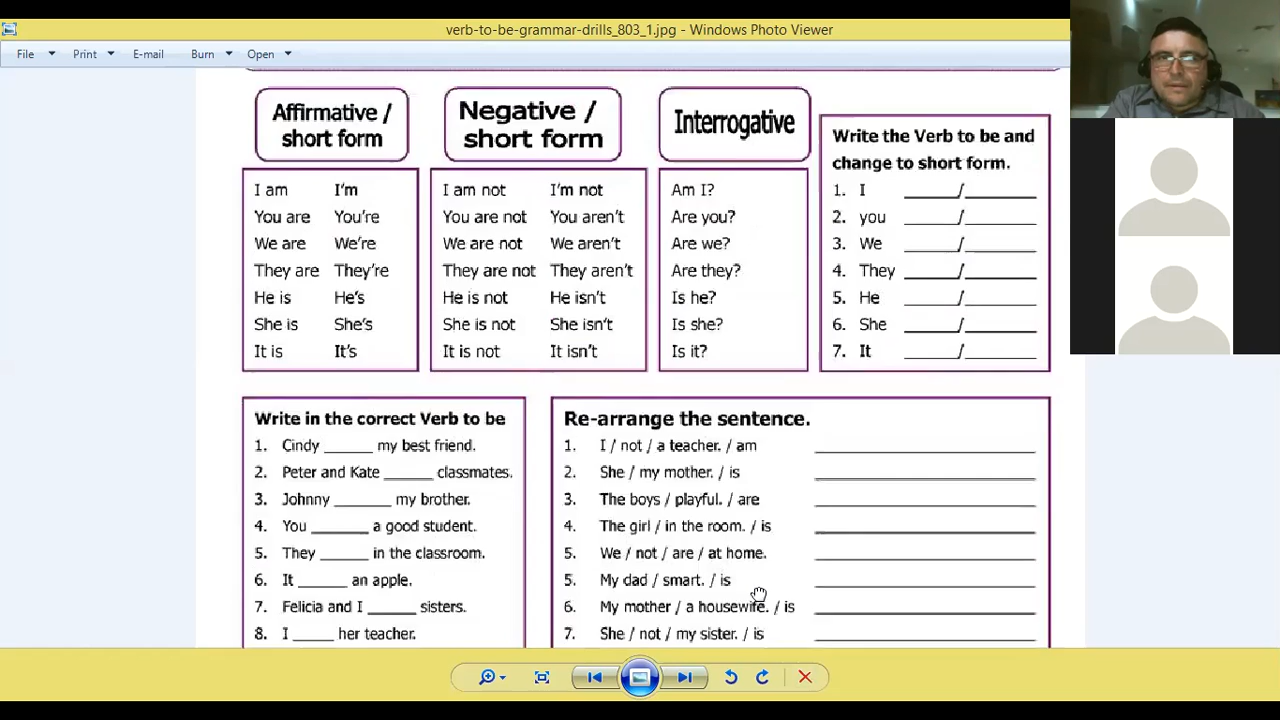 verb-to-be-grammar-drills_803_1.jpg - Windows Photo Viewer
File Print E-mail Burn Open
Affirmative /
short form
I am I'm
You are You're
We are We're
They are They're
He is He's
She is She's
It is It's
Negative /
short form
I am not I'm not
You are not You aren't
We are not We aren't
They are not They aren't
He is not He isn't
She is not She isn't
It is not It isn't
Interrogative
Am I?
Are you?
Are we?
Are they?
Is he?
Is she?
Is it?
Write the Verb to be and
change to short form.
1. I ______/________
2. you ______/________
3. We ______/________
4. They ______/________
5. He ______/________
6. She ______/________
7. It ______/________
Write in the correct Verb to be
1. Cindy ______ my best friend.
2. Peter and Kate ______ classmates.
3. Johnny _______ my brother.
4. You _______ a good student.
5. They ______ in the classroom.
6. It ______ an apple.
7. Felicia and I ______ sisters.
8. I _____ her teacher.
Re-arrange the sentence.
1. I / not / a teacher. / am
2. She / my mother. / is
3. The boys / playful. / are
4. The girl / in the room. / is
5. We / not / are / at home.
5. My dad / smart. / is
6. My mother / a housewife. / is
7. She / not / my sister. / is